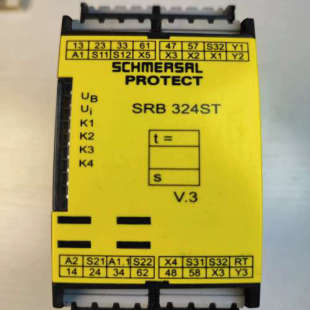 13 23 33 61 47 57 S32 Y1
A1 S11 S12 X5 X3 X2 X1 Y2
SCHMERSAL
PROTECT
UB
Ui
K1
K2
K3
K4
SRB 324ST
t =
s
V.3
A2 S21 A1.1 S22 X4 S31 S32 RT
14 24 34 62 48 58 X3 Y3